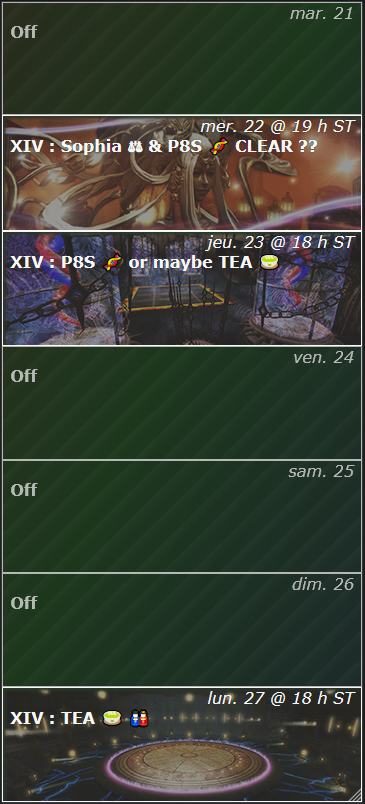 mar. 21
Off
mer. 22 @ 19 h ST
XIV : Sophia ⚖ & P8S 🍬 CLEAR ??
jeu. 23 @ 18 h ST
XIV : P8S 🍬 or maybe TEA 🍵
ven. 24
Off
sam. 25
Off
dim. 26
Off
lun. 27 @ 18 h ST
XIV : TEA 🍵 👭